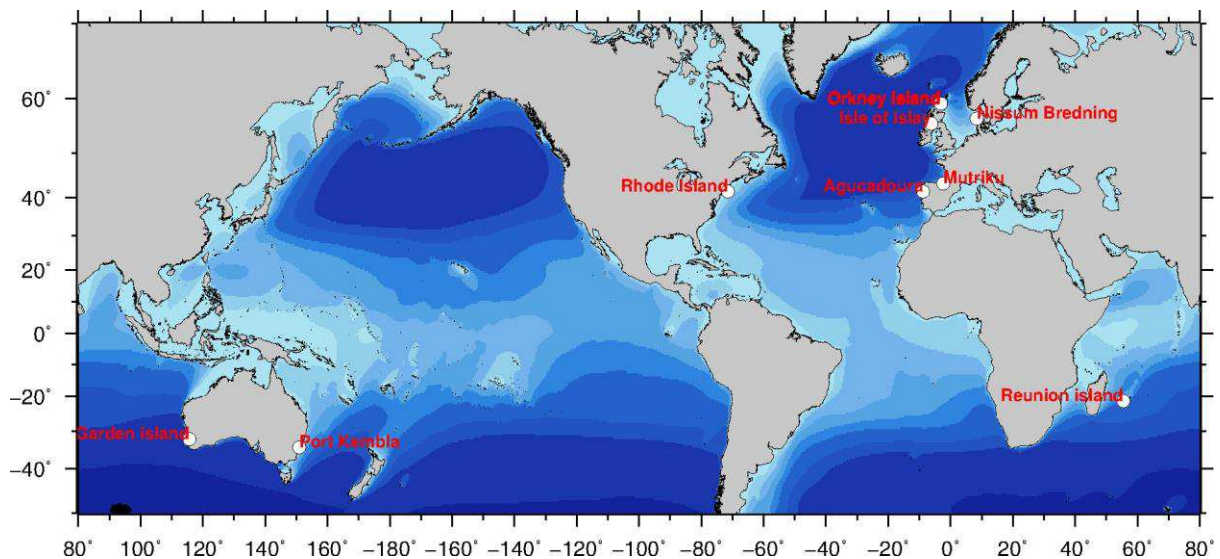 60°
Orkney Island
Isle of islay
Nissum Bredning
Rhode Island
Agucadoura
Mutriku
40°
20°
0°
−20°
Reunion island
Garden island
Port Kembla
−40°
80° 100° 120° 140° 160° 180° −160° −140° −120° −100° −80° −60° −40° −20° 0° 20° 40° 60° 80°